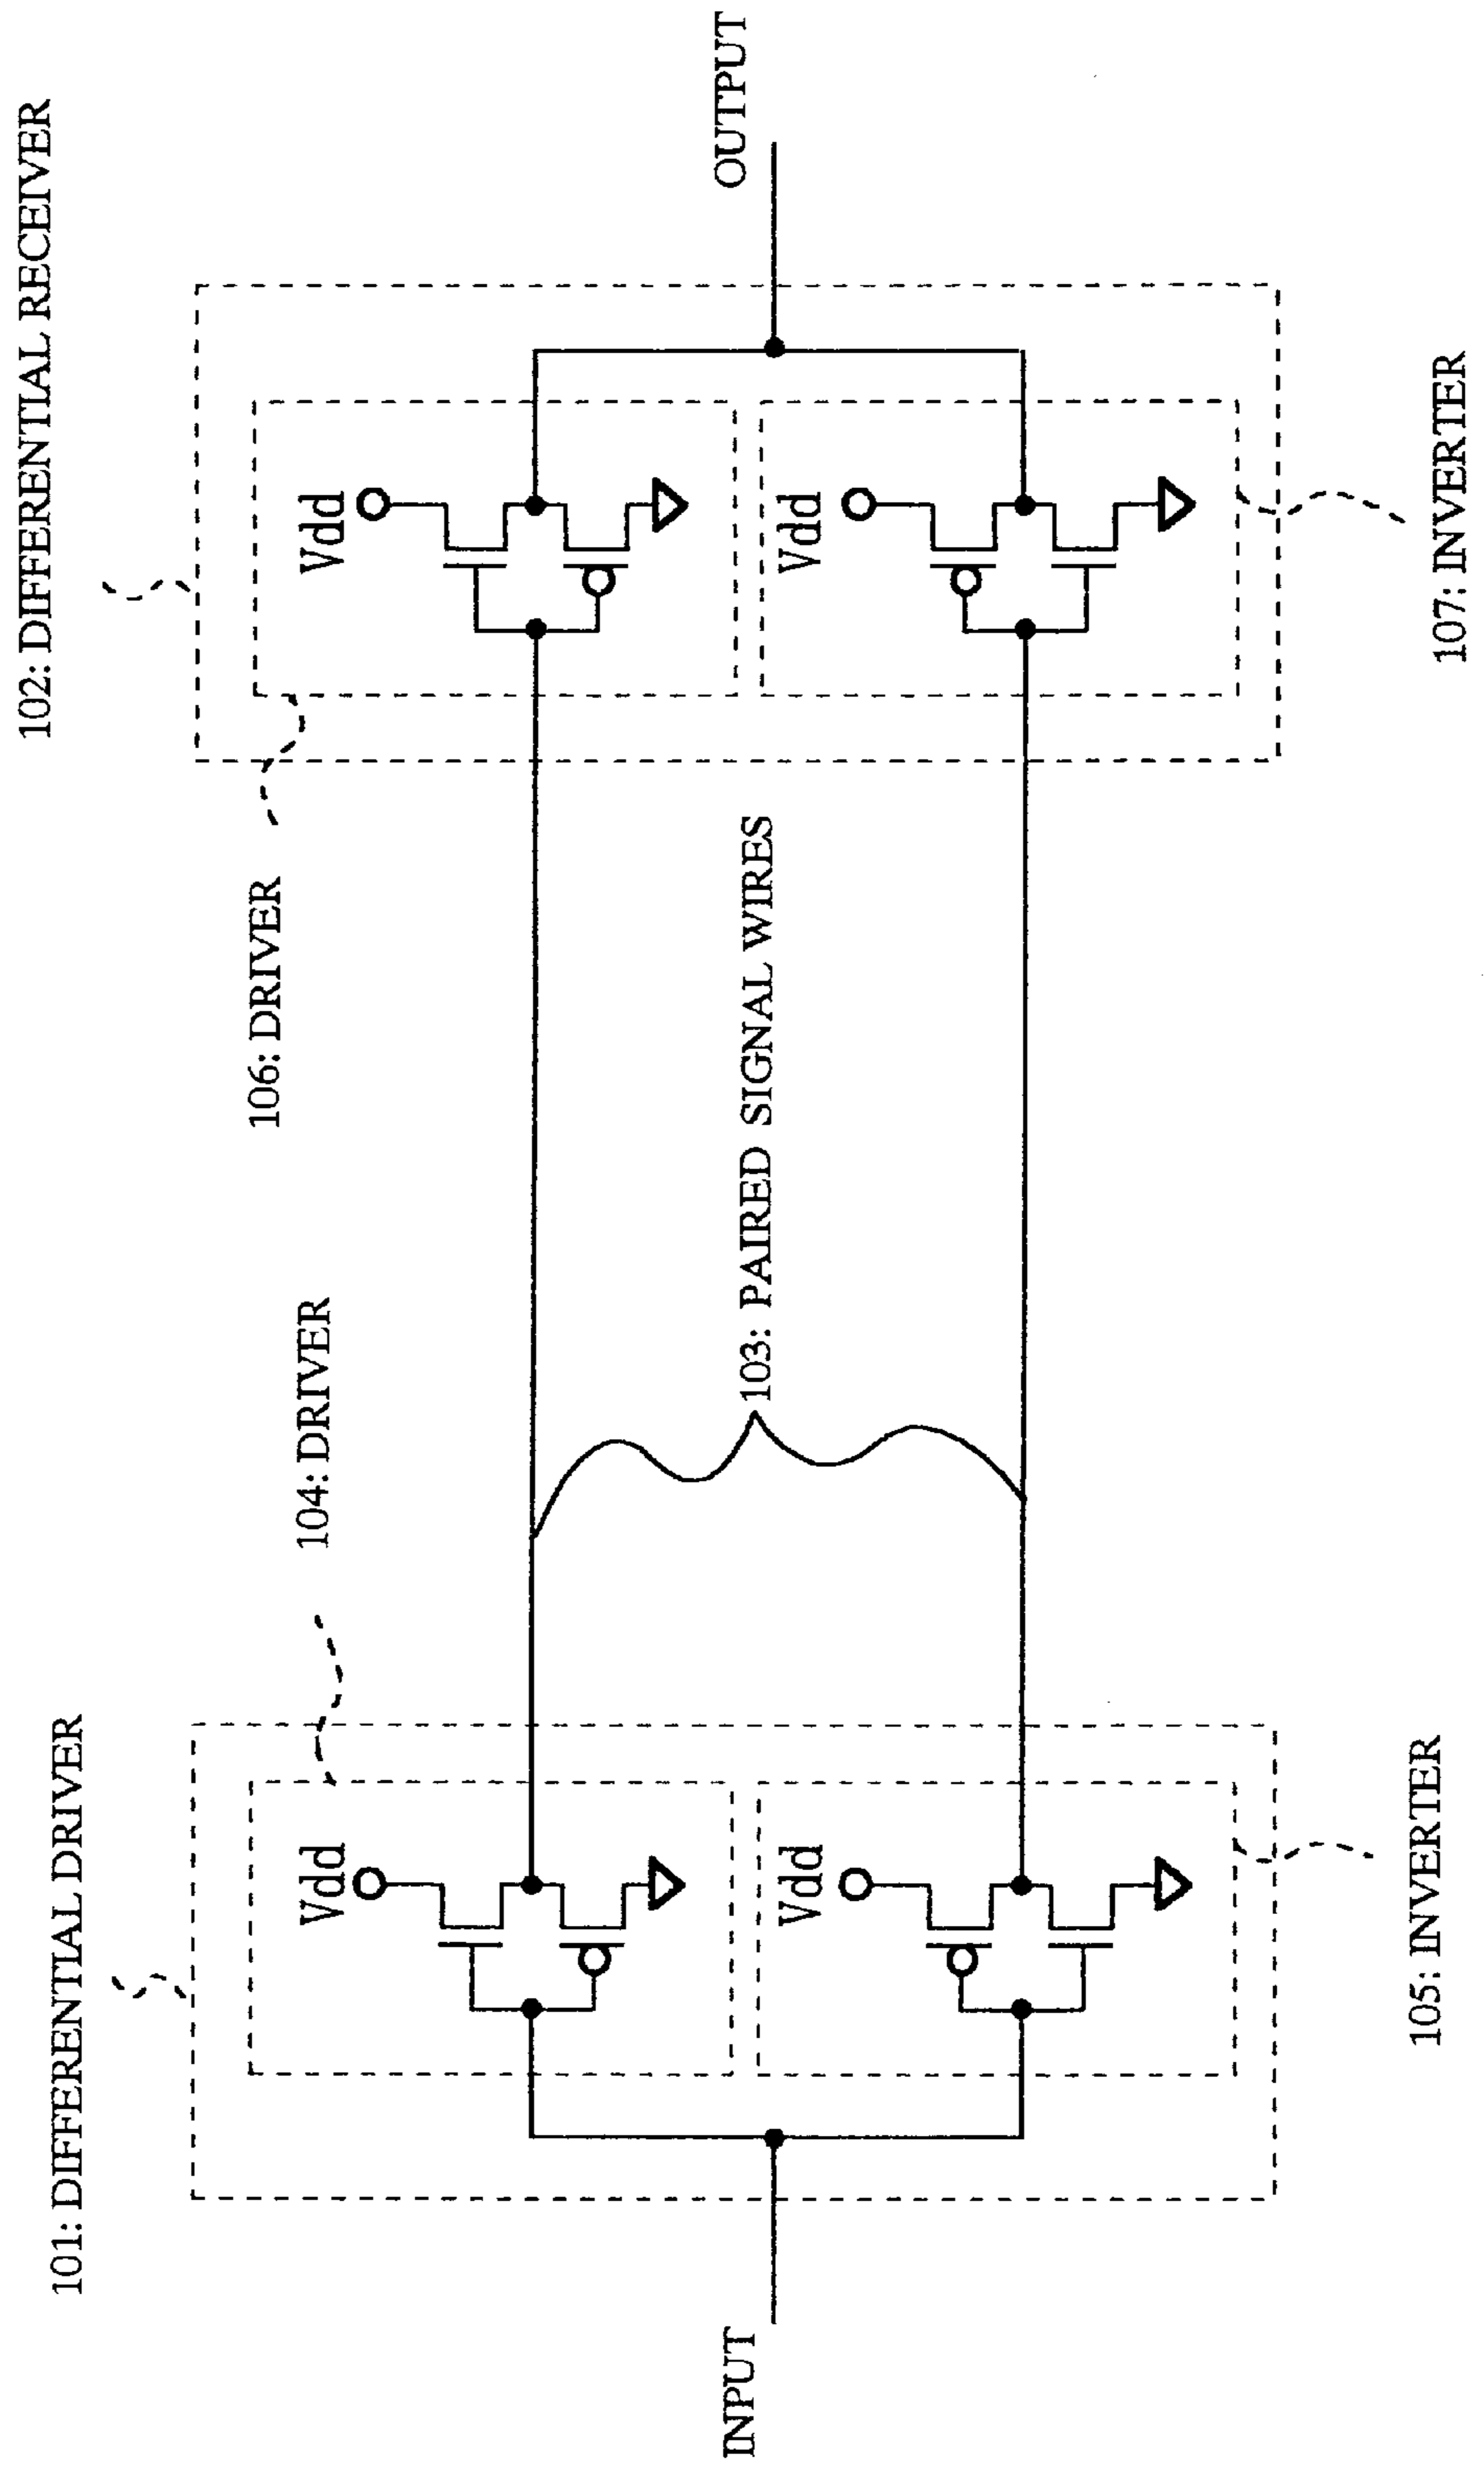 102: DIFFERENTIAL RECEIVER
101: DIFFERENTIAL DRIVER
106: DRIVER
104: DRIVER
Vdd
Vdd
OUTPUT
103: PAIRED SIGNAL WIRES
INPUT
Vdd
Vdd
107: INVERTER
105: INVERTER